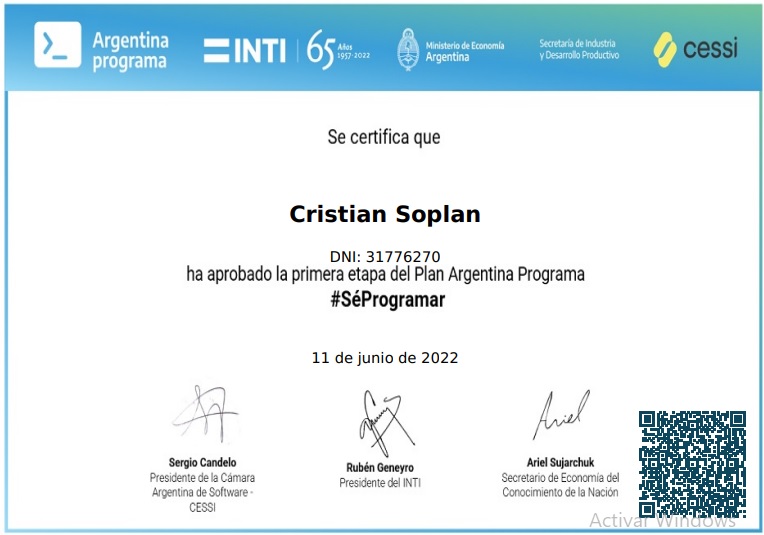 Argentina
programa
INTI
65 Años
1957-2022
Ministerio de Economía
Argentina
Secretaría de Industria
y Desarrollo Productivo
cessi
Se certifica que
Cristian Soplan
DNI: 31776270
ha aprobado la primera etapa del Plan Argentina Programa
#SéProgramar
11 de junio de 2022
Ariel
Sergio Candelo
Presidente de la Cámara
Argentina de Software -
CESSI
Rubén Geneyro
Presidente del INTI
Ariel Sujarchuk
Secretario de Economía del
Conocimiento de la Nación
Activar Windows